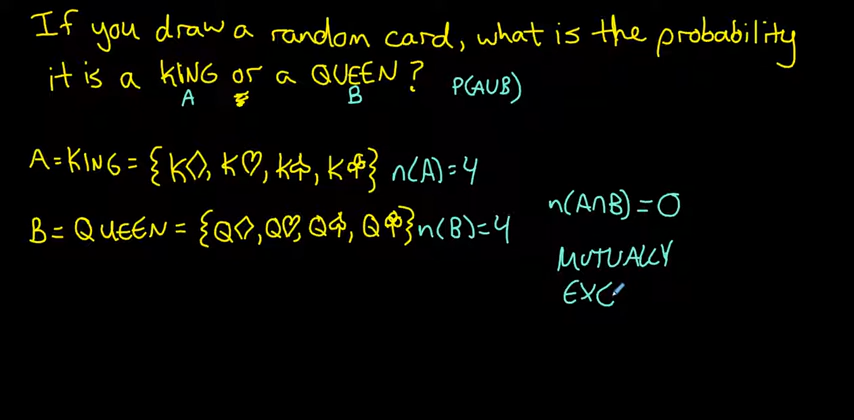 If you draw a random card, what is the probability
it is a KING or a QUEEN? P(A∪B)
A B
A = KING = {K♢, K♡, K♤, K♧} n(A) = 4
B = QUEEN = {Q♢, Q♡, Q♤, Q♧} n(B) = 4
n(A∩B) = 0
MUTUALLY
EXC